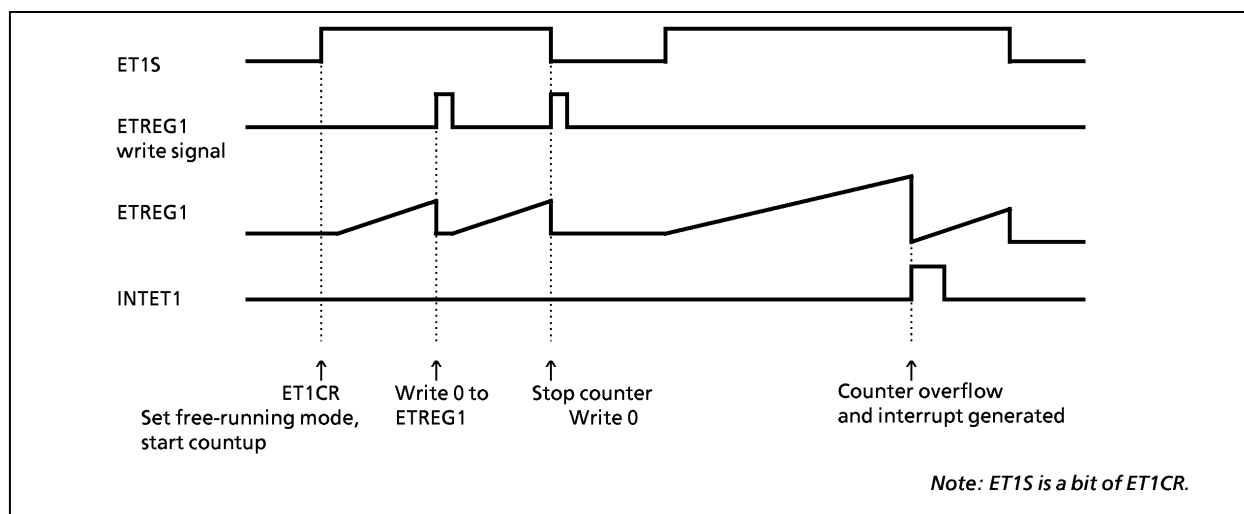 ET1S
ETREG1
write signal
ETREG1
INTET1
ET1CR
Set free-running mode,
start countup
Write 0 to
ETREG1
Stop counter
Write 0
Counter overflow
and interrupt generated
Note: ET1S is a bit of ET1CR.